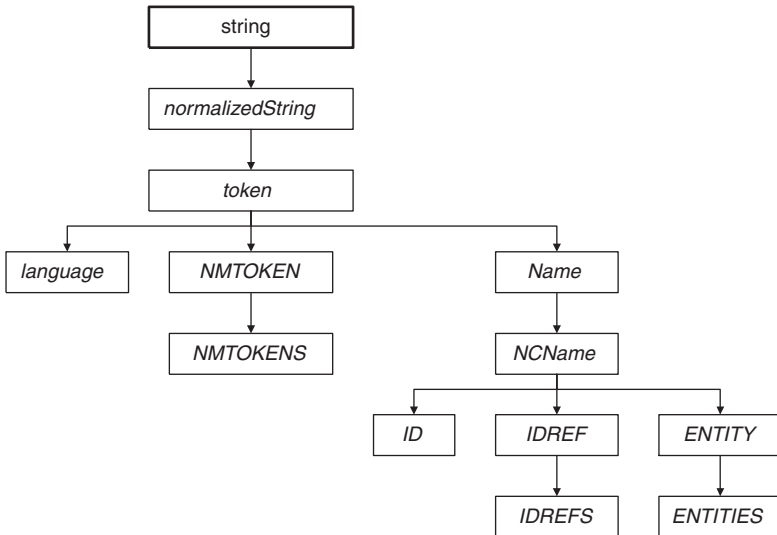 string
normalizedString
token
language
NMTOKEN
Name
NMTOKENS
NCName
ID
IDREF
ENTITY
IDREFS
ENTITIES